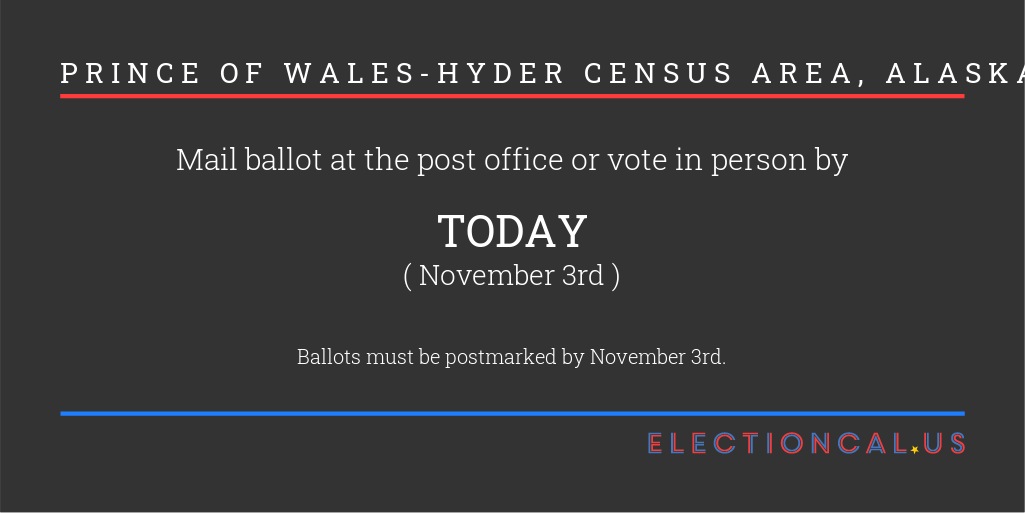 PRINCE OF WALES-HYDER CENSUS AREA, ALASKA
Mail ballot at the post office or vote in person by
TODAY
( November 3rd )
Ballots must be postmarked by November 3rd.
ELECTIONCAL.US